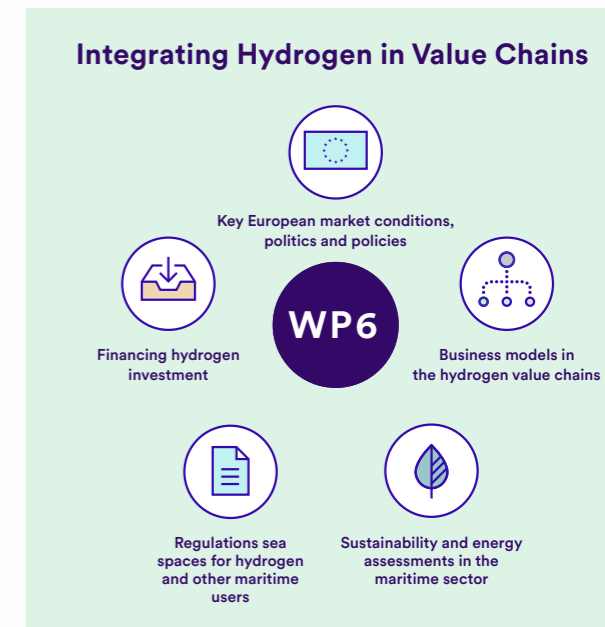 Integrating Hydrogen in Value Chains
Key European market conditions,
politics and policies
WP6
Financing hydrogen
investment
Business models in
the hydrogen value chains
Regulations sea
spaces for hydrogen
and other maritime
users
Sustainability and energy
assessments in the
maritime sector